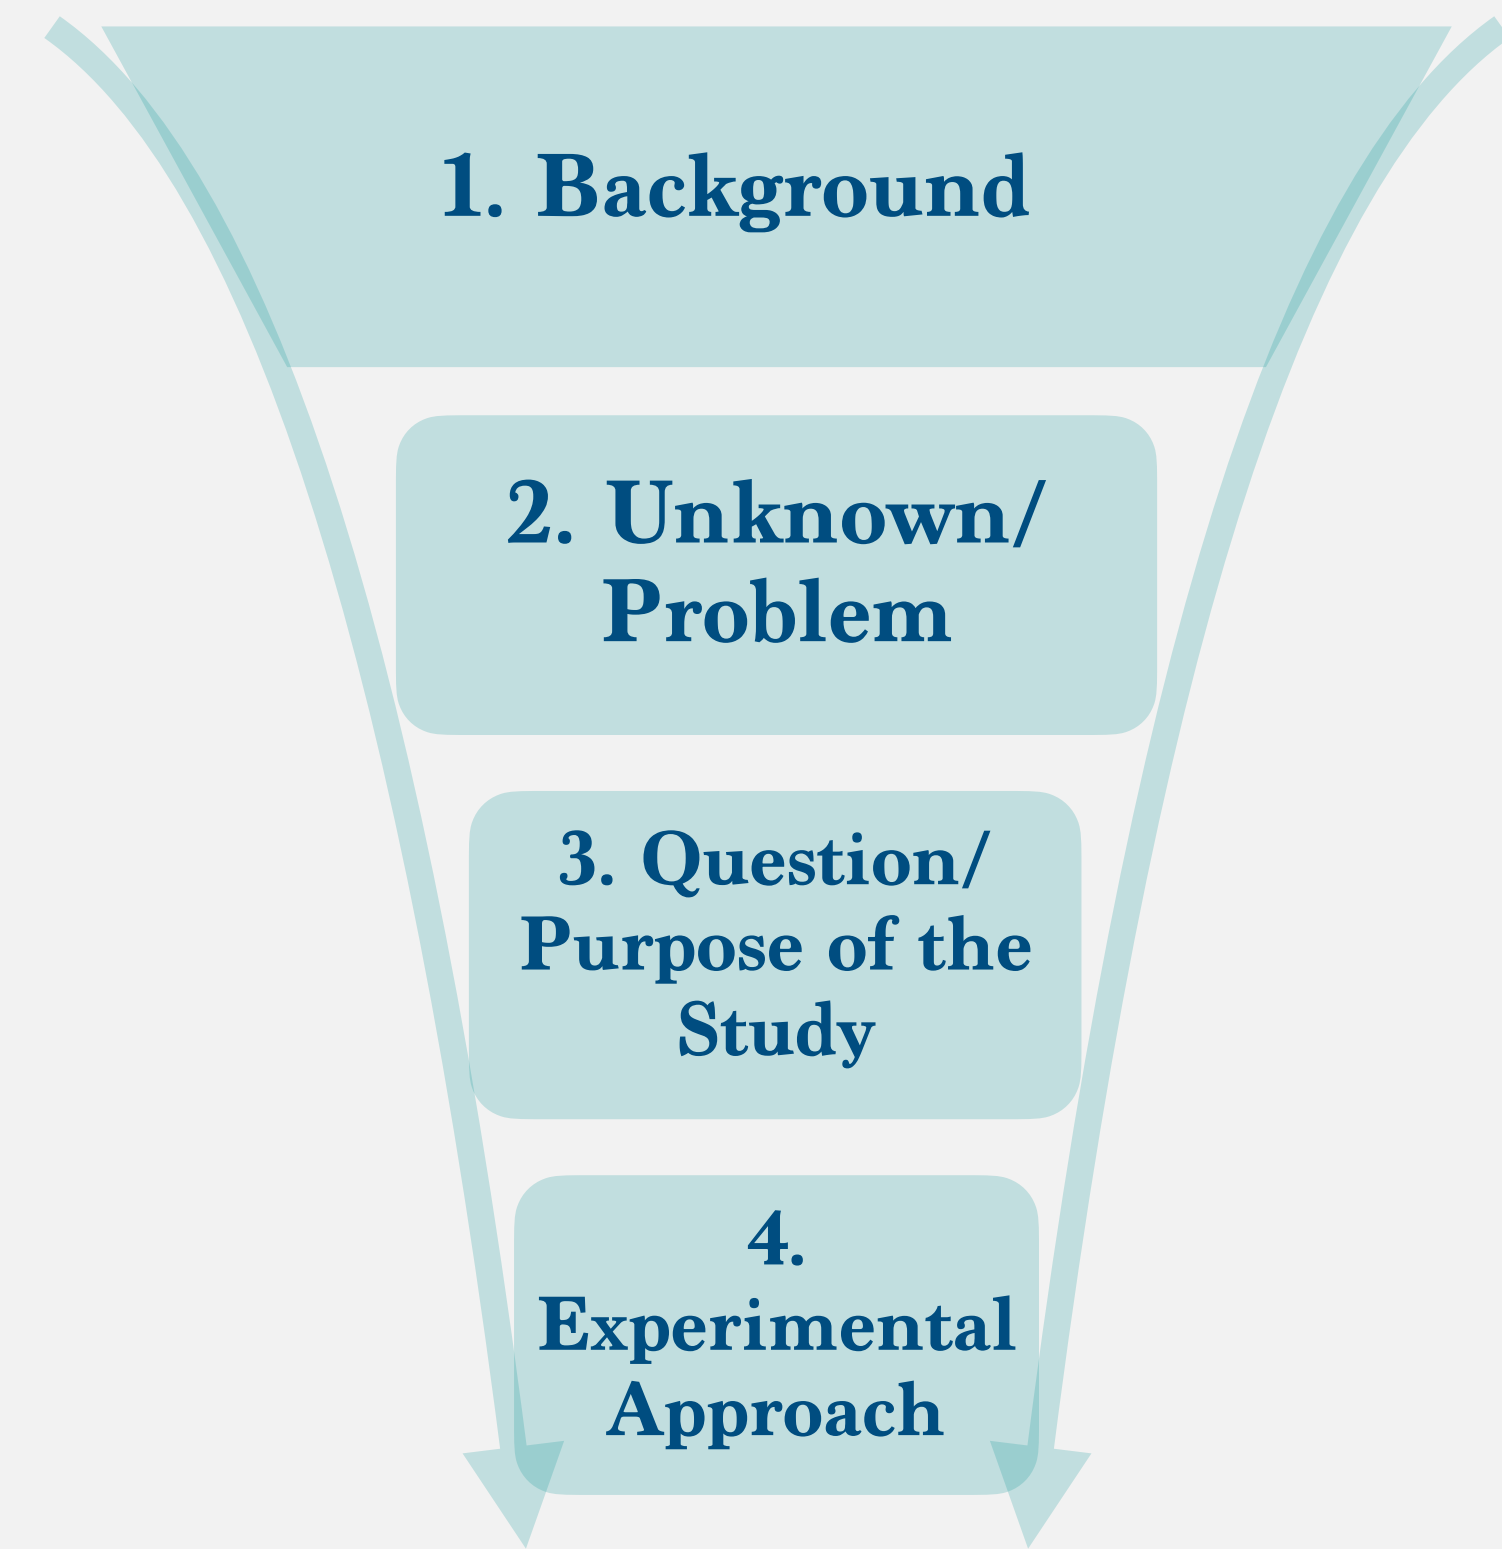 1. Background
2. Unknown/
Problem
3. Question/
Purpose of the
Study
4.
Experimental
Approach